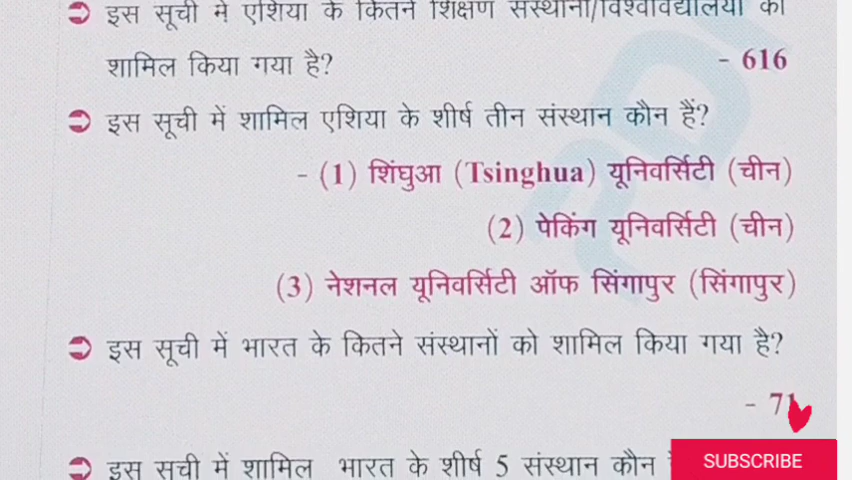 ➲ इस सूची में एशिया के कितने शिक्षण संस्थानों/विश्वविद्यालयों को
शामिल किया गया है?
- 616
➲ इस सूची में शामिल एशिया के शीर्ष तीन संस्थान कौन हैं?
- (1) शिंघुआ (Tsinghua) यूनिवर्सिटी (चीन)
(2) पेकिंग यूनिवर्सिटी (चीन)
(3) नेशनल यूनिवर्सिटी ऑफ सिंगापुर (सिंगापुर)
➲ इस सूची में भारत के कितने संस्थानों को शामिल किया गया है?
- 71
➲ इस सूची में शामिल भारत के शीर्ष 5 संस्थान कौन
SUBSCRIBE